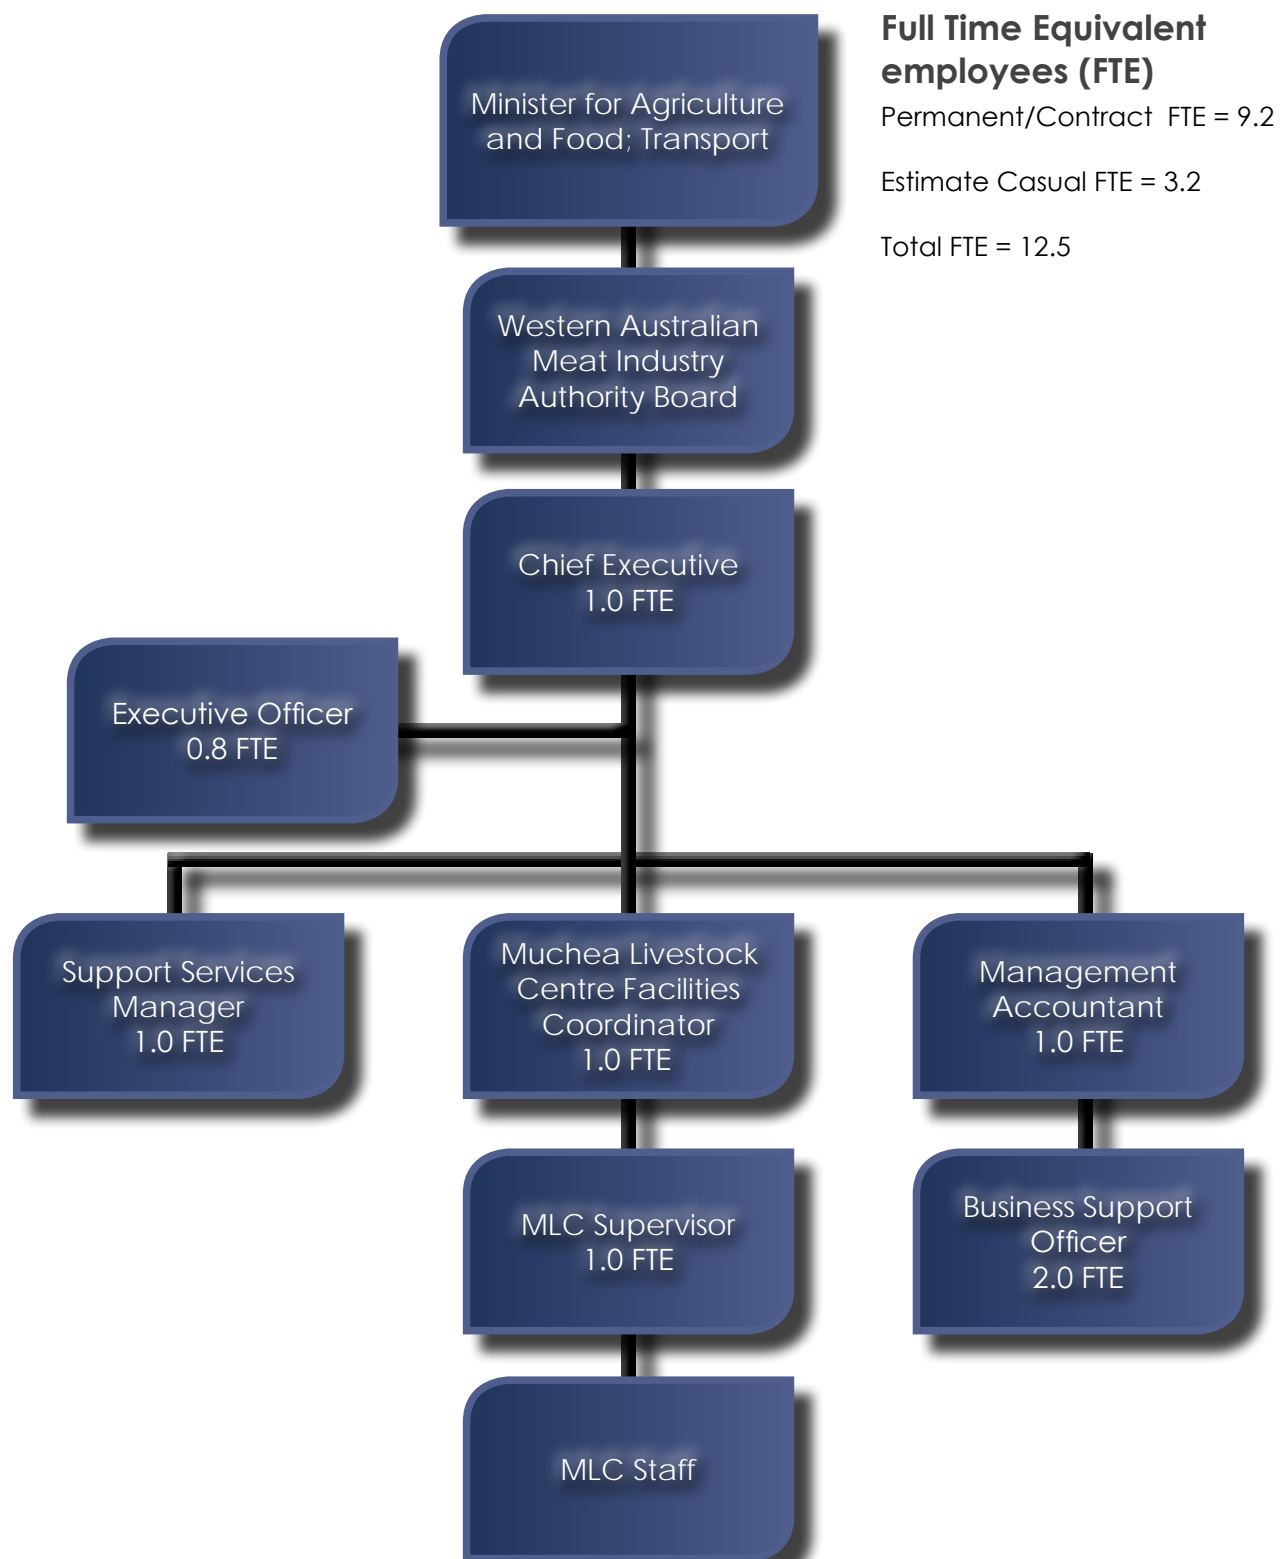 Full Time Equivalent
employees (FTE)
Permanent/Contract FTE = 9.2
Estimate Casual FTE = 3.2
Total FTE = 12.5
Minister for Agriculture
and Food; Transport
Western Australian
Meat Industry
Authority Board
Chief Executive
1.0 FTE
Executive Officer
0.8 FTE
Support Services
Manager
1.0 FTE
Muchea Livestock
Centre Facilities
Coordinator
1.0 FTE
Management
Accountant
1.0 FTE
MLC Supervisor
1.0 FTE
Business Support
Officer
2.0 FTE
MLC Staff